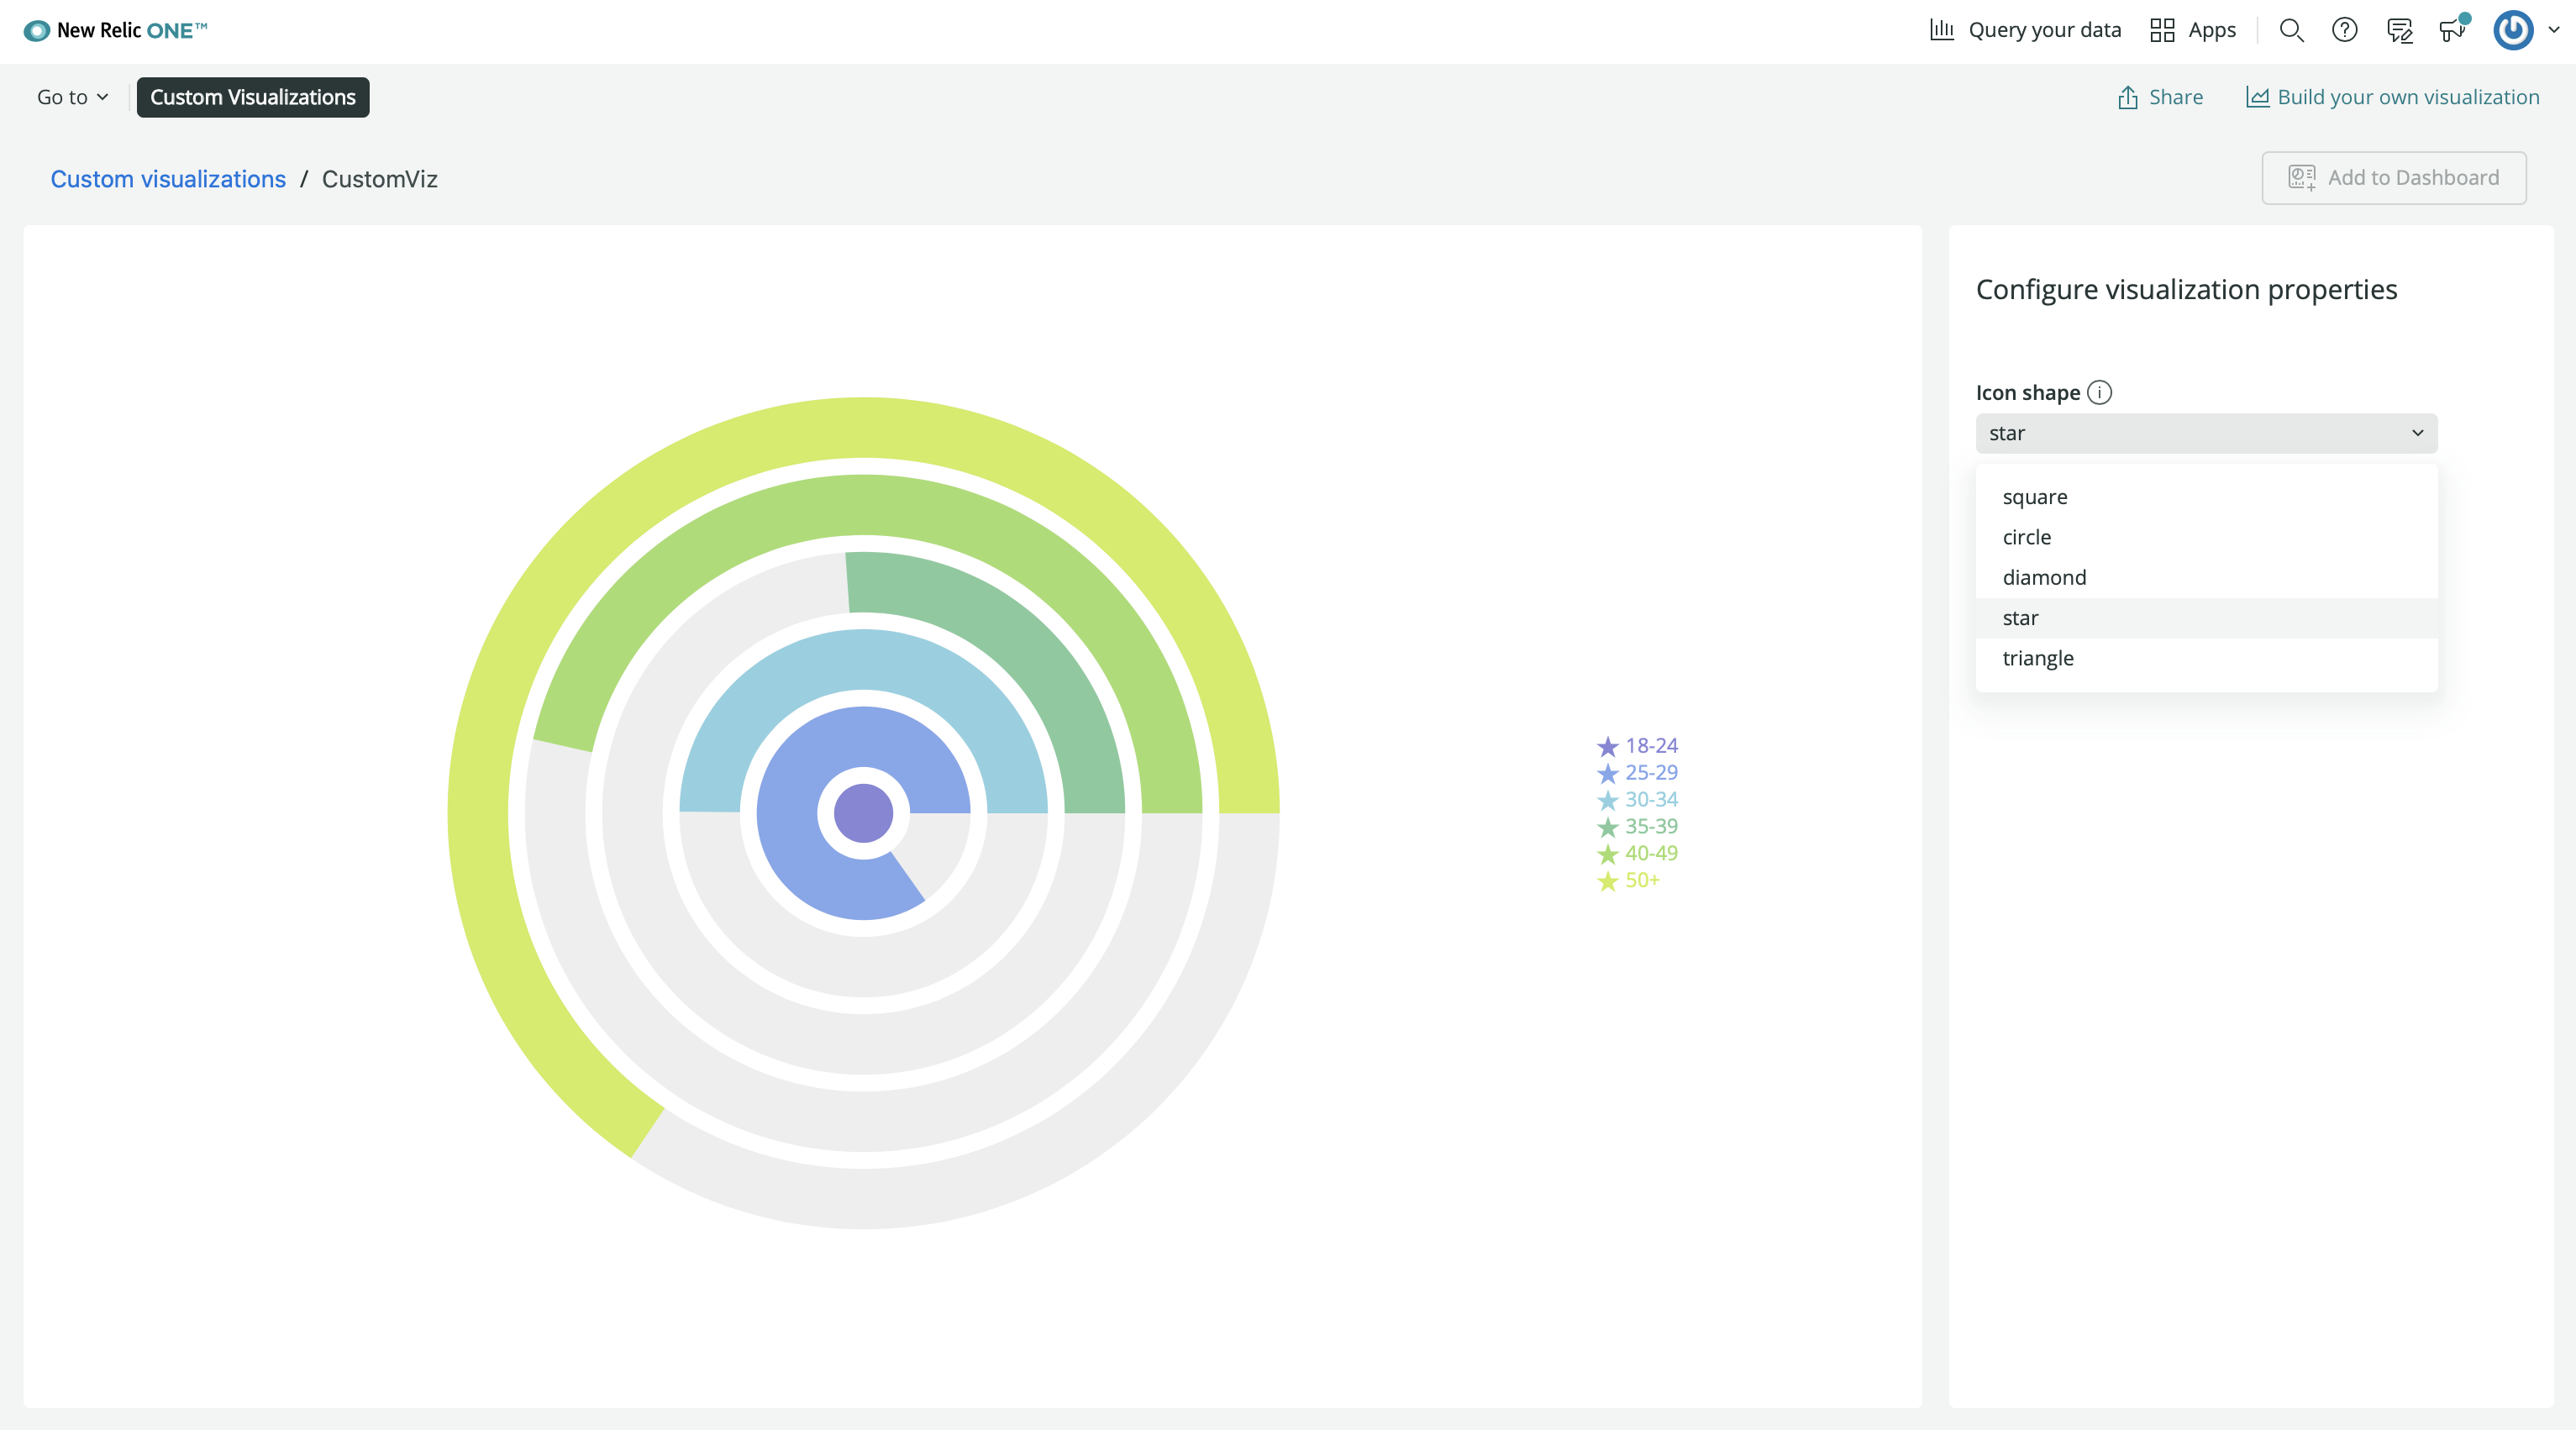 New Relic ONE™
Query your data
Apps
Go to
Custom Visualizations
Share
Build your own visualization
Custom visualizations / CustomViz
Add to Dashboard
Configure visualization properties
Icon shape
star
square
circle
diamond
star
triangle
18-24
25-29
30-34
35-39
40-49
50+